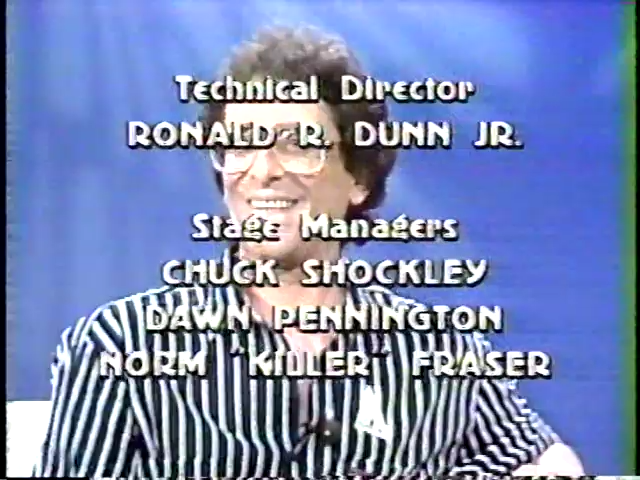 Technical Director
RONALD R. DUNN JR.
Stage Managers
CHUCK SHOCKLEY
DAWN PENNINGTON
NORM "KILLER" FRASER